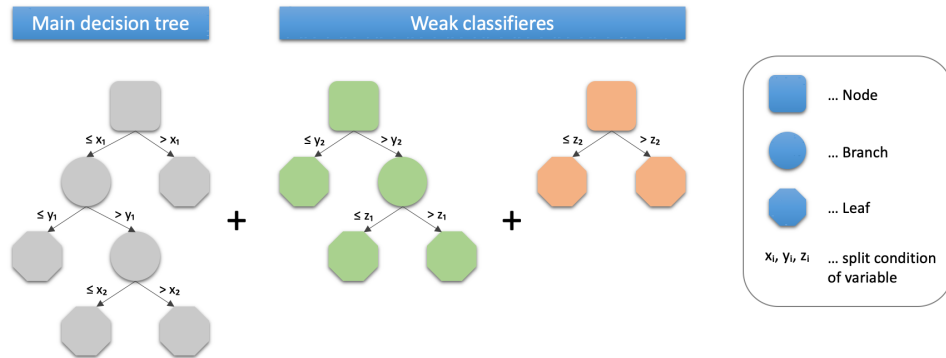 Main decision tree
Weak classifieres
≤ x₁
> x₁
≤ y₁
> y₁
≤ x₂
> x₂
+
≤ y₂
> y₂
≤ z₁
> z₁
+
≤ z₂
> z₂
... Node
... Branch
... Leaf
xᵢ, yᵢ, zᵢ ... split condition
of variable